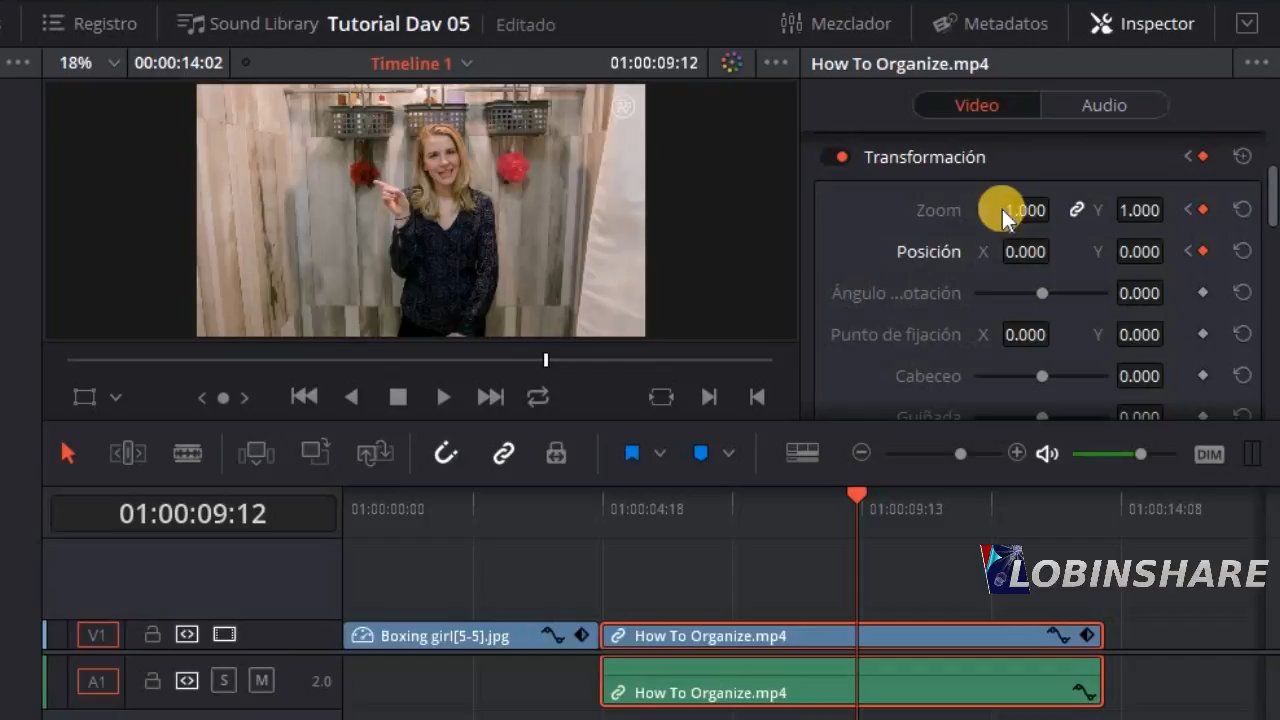 Registro
Sound Library
Tutorial Dav 05
Editado
Mezclador
Metadatos
Inspector
18%
00:00:14:02
Timeline 1
01:00:09:12
How To Organize.mp4
Video
Audio
Transformación
Zoom 1.000 Y 1.000
Posición X 0.000 Y 0.000
Ángulo ...otación 0.000
Punto de fijación X 0.000 Y 0.000
Cabeceo 0.000
Guiñada 0.000
DIM
01:00:09:12
01:00:00:00
01:00:04:18
01:00:09:13
01:00:14:08
LOBINSHARE
V1
Boxing girl[5-5].jpg
How To Organize.mp4
A1
S
M
2.0
How To Organize.mp4